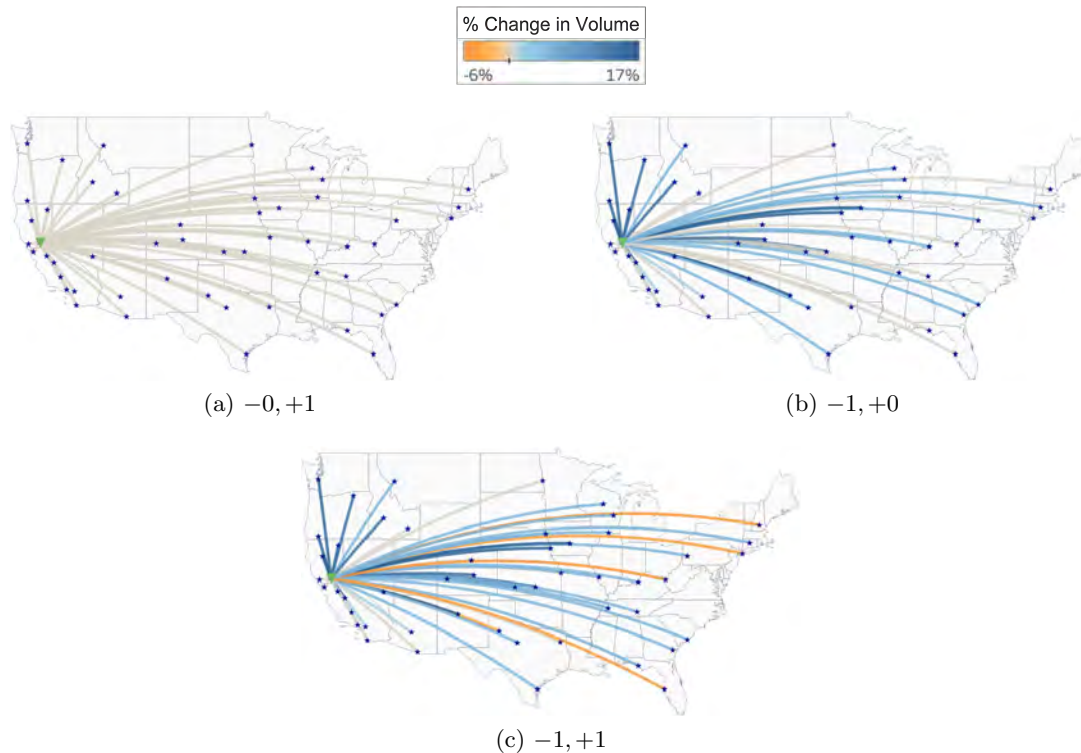 % Change in Volume
-6% 17%
(a) −0, +1
(b) −1, +0
(c) −1, +1